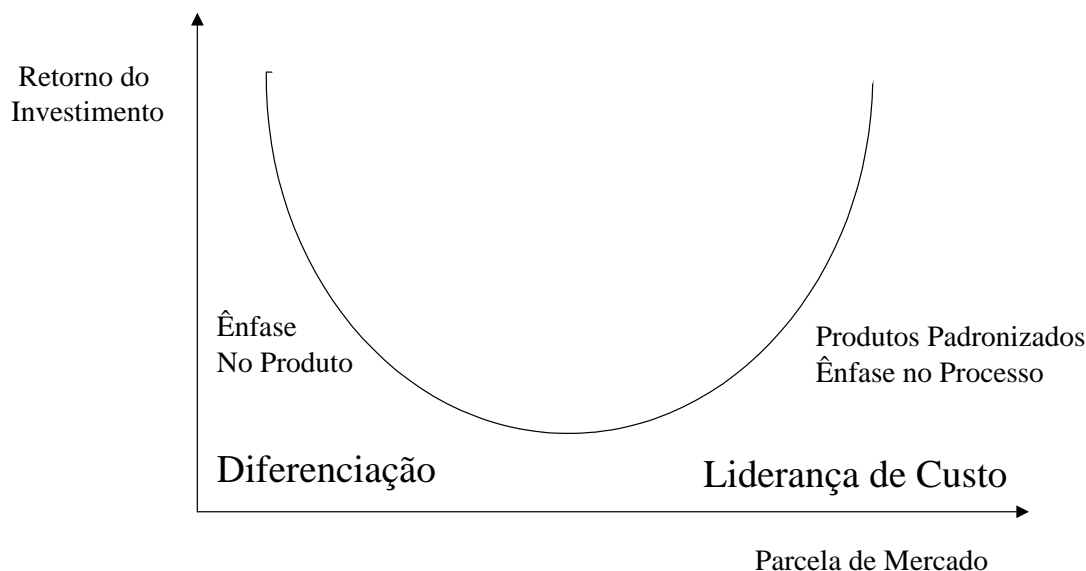 Retorno do
Investimento
Ênfase
No Produto
Produtos Padronizados
Ênfase no Processo
Diferenciação
Liderança de Custo
Parcela de Mercado